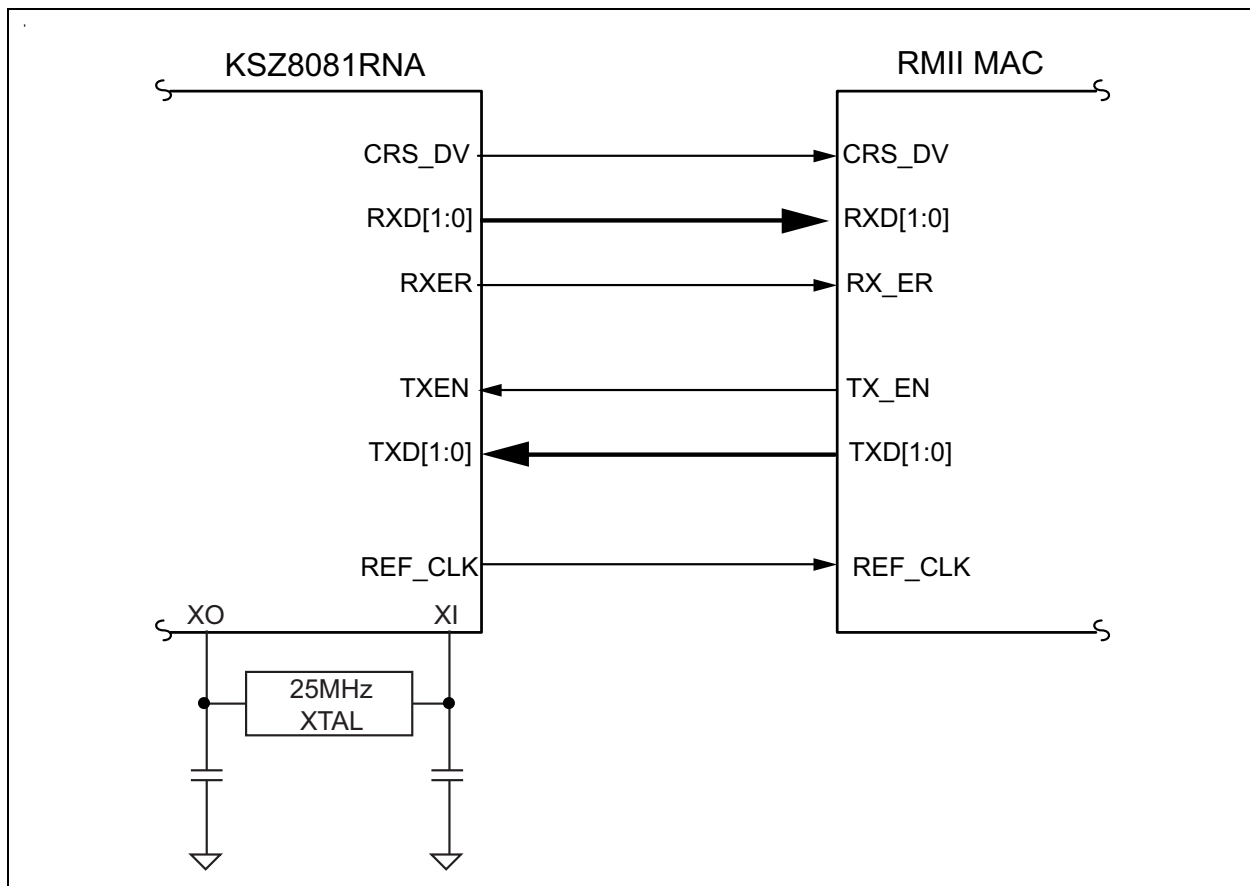 KSZ8081RNA
RMII MAC
CRS_DV
CRS_DV
RXD[1:0]
RXD[1:0]
RXER
RX_ER
TXEN
TX_EN
TXD[1:0]
TXD[1:0]
REF_CLK
REF_CLK
XO
XI
25MHz
XTAL